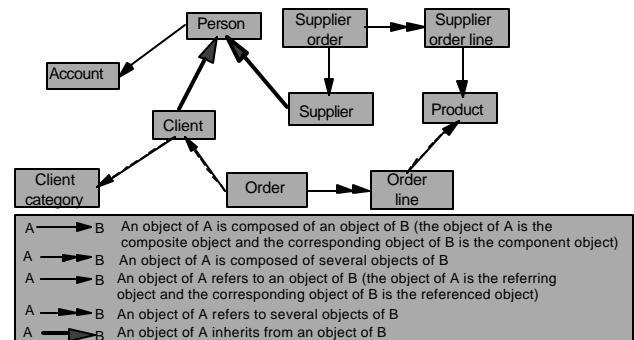 Person
Supplier
order
Supplier
order line
Account
Client
Supplier
Product
Client
category
Order
Order
line
A B An object of A is composed of an object of B (the object of A is the
composite object and the corresponding object of B is the component object)
A B An object of A is composed of several objects of B
A B An object of A refers to an object of B (the object of A is the referring
object and the corresponding object of B is the referenced object)
A B An object of A refers to several objects of B
A B An object of A inherits from an object of B